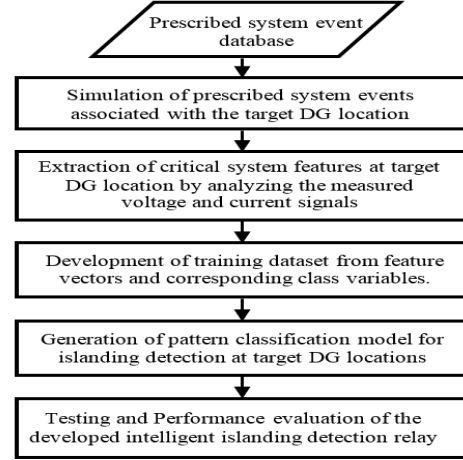 Prescribed system event
database
Simulation of prescribed system events
associated with the target DG location
Extraction of critical system features at target
DG location by analyzing the measured
voltage and current signals
Development of training dataset from feature
vectors and corresponding class variables.
Generation of pattern classification model for
islanding detection at target DG locations
Testing and Performance evaluation of the
developed intelligent islanding detection relay